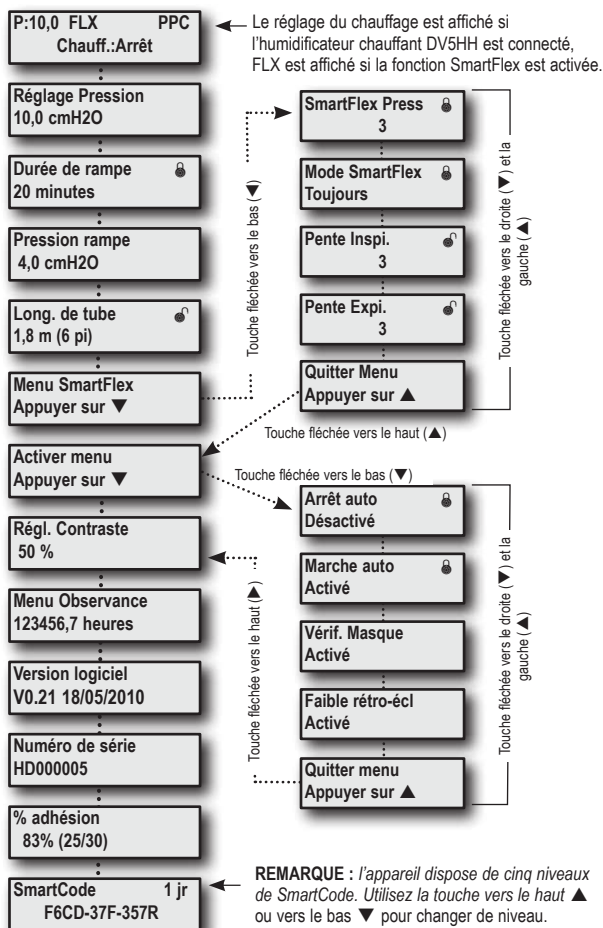 P:10,0 FLX PPC
Chauff.:Arrêt
Le réglage du chauffage est affiché si
l'humidificateur chauffant DV5HH est connecté,
FLX est affiché si la fonction SmartFlex est activée.
Réglage Pression
10,0 cmH2O
Durée de rampe
20 minutes
Pression rampe
4,0 cmH2O
Long. de tube
1,8 m (6 pi)
Menu SmartFlex
Appuyer sur ▼
Touche fléchée vers le bas (▼)
SmartFlex Press
3
Mode SmartFlex
Toujours
Pente Inspi.
3
Pente Expi.
3
Quitter Menu
Appuyer sur ▲
Touche fléchée vers le droite (▼) et la
gauche (▲)
Touche fléchée vers le haut (▲)
Activer menu
Appuyer sur ▼
Touche fléchée vers le bas (▼)
Régl. Contraste
50 %
Menu Observance
123456,7 heures
Version logiciel
V0.21 18/05/2010
Numéro de série
HD000005
% adhésion
83% (25/30)
SmartCode 1 jr
F6CD-37F-357R
Touche fléchée vers le haut (▲)
Arrêt auto
Désactivé
Marche auto
Activé
Vérif. Masque
Activé
Faible rétro-écl
Activé
Quitter menu
Appuyer sur ▲
Touche fléchée vers le droite (▼) et la
gauche (▲)
REMARQUE : l'appareil dispose de cinq niveaux
de SmartCode. Utilisez la touche vers le haut ▲
ou vers le bas ▼ pour changer de niveau.